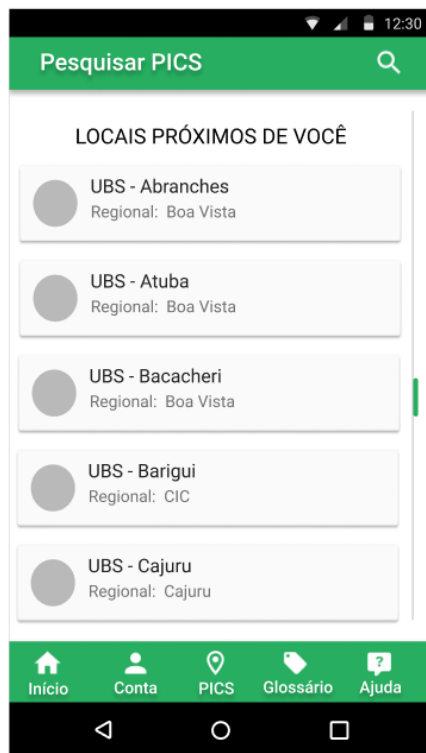 12:30
Pesquisar PICS
LOCAIS PRÓXIMOS DE VOCÊ
UBS - Abranches
Regional: Boa Vista
UBS - Atuba
Regional: Boa Vista
UBS - Bacacheri
Regional: Boa Vista
UBS - Barigui
Regional: CIC
UBS - Cajuru
Regional: Cajuru
Início Conta PICS Glossário Ajuda